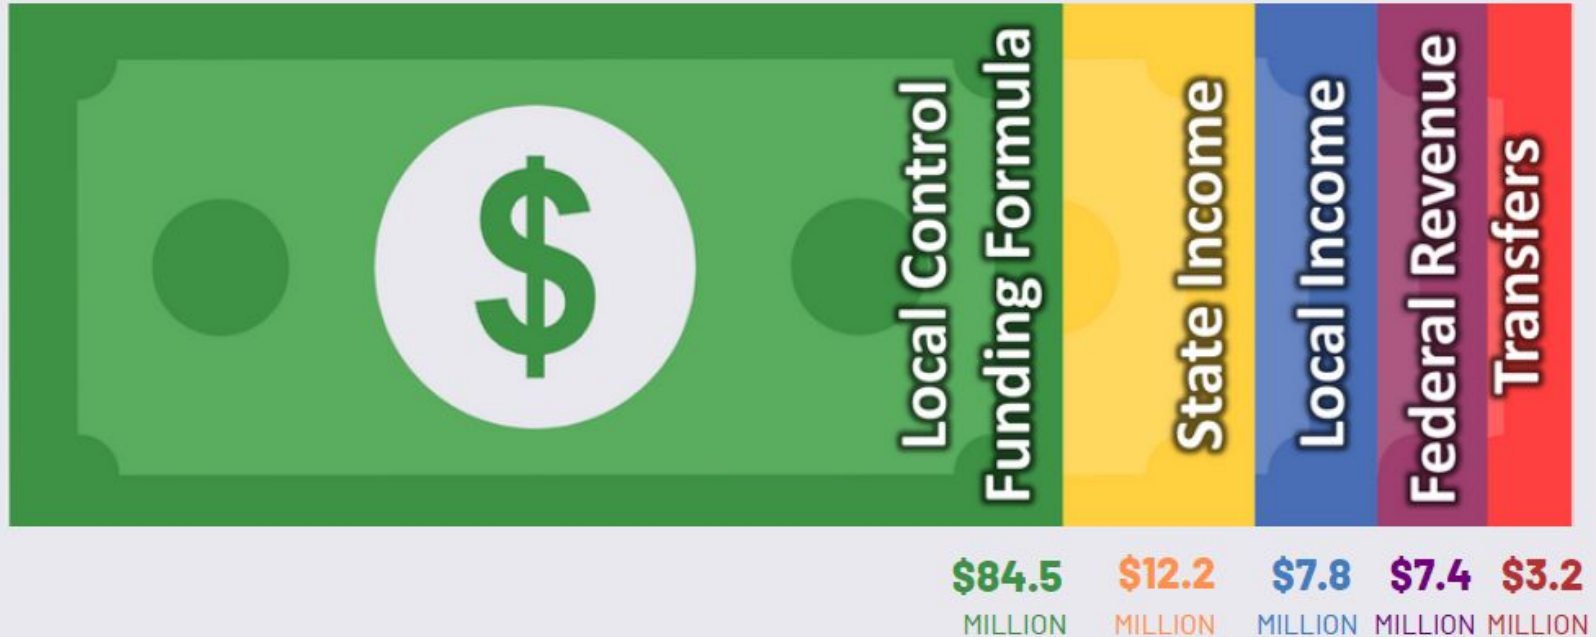 $
Local Control
Funding Formula
State Income
Local Income
Federal Revenue
Transfers
$84.5 $12.2 $7.8 $7.4 $3.2
MILLION MILLION MILLION MILLION MILLION